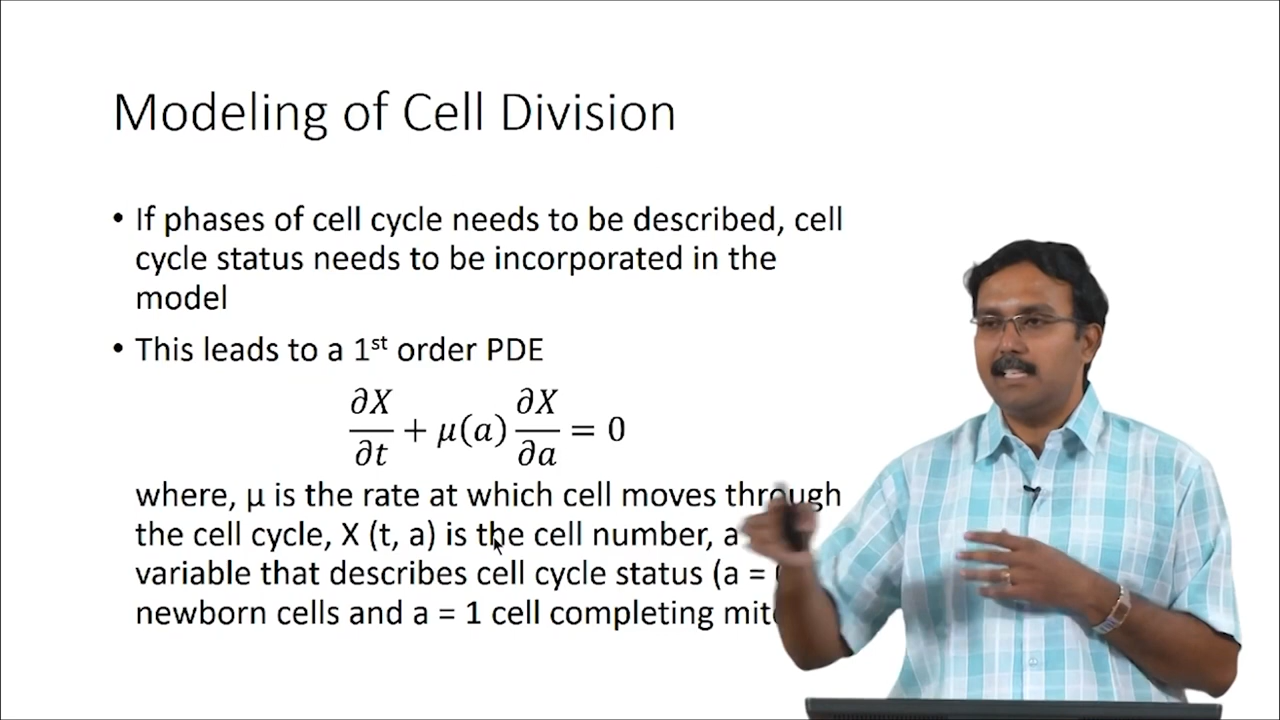 Modeling of Cell Division
• If phases of cell cycle needs to be described, cell
cycle status needs to be incorporated in the
model
• This leads to a 1st order PDE
∂X/∂t + μ(a) ∂X/∂a = 0
where, μ is the rate at which cell moves through
the cell cycle, X (t, a) is the cell number, a
variable that describes cell cycle status (a =
newborn cells and a = 1 cell completing